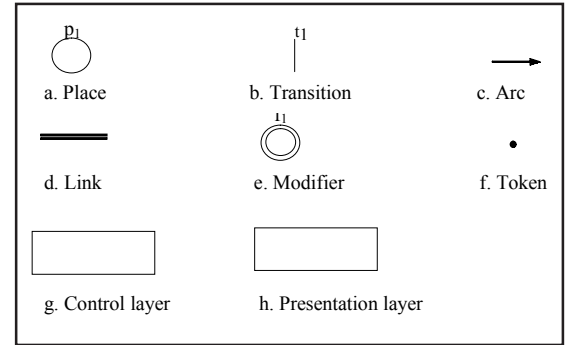 p1
t1
a. Place
b. Transition
c. Arc
d. Link
e. Modifier
f. Token
g. Control layer
h. Presentation layer